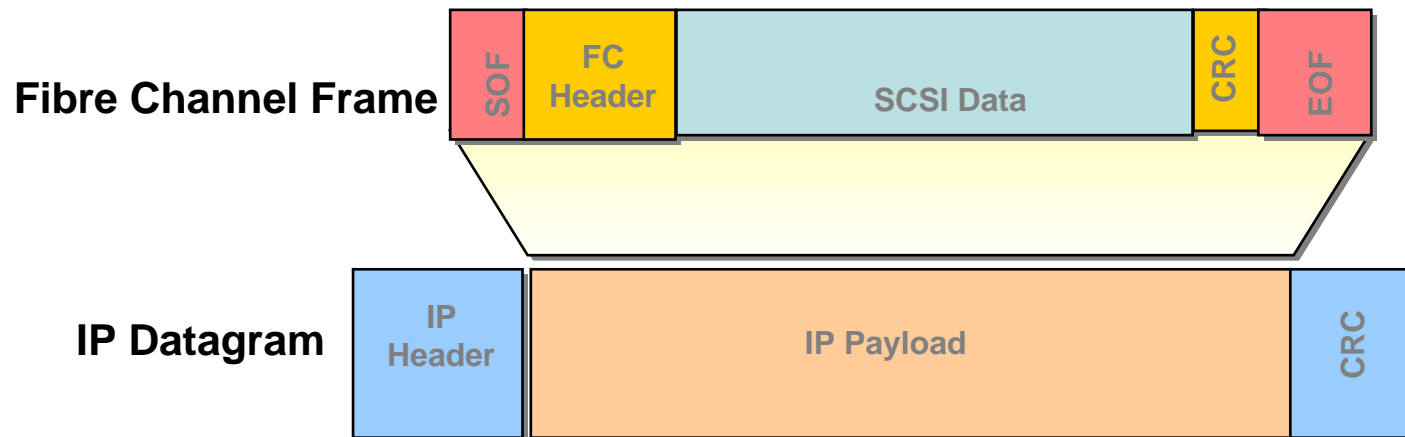 Fibre Channel Frame
SOF
FC
Header
SCSI Data
CRC
EOF
IP Datagram
IP
Header
IP Payload
CRC